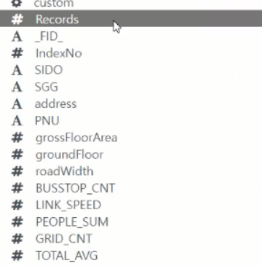 custom
# Records
A _FID_
# IndexNo
A SIDO
A SGG
A address
A PNU
# grossFloorArea
# groundFloor
# roadWidth
# BUSSTOP_CNT
# LINK_SPEED
# PEOPLE_SUM
# GRID_CNT
# TOTAL_AVG